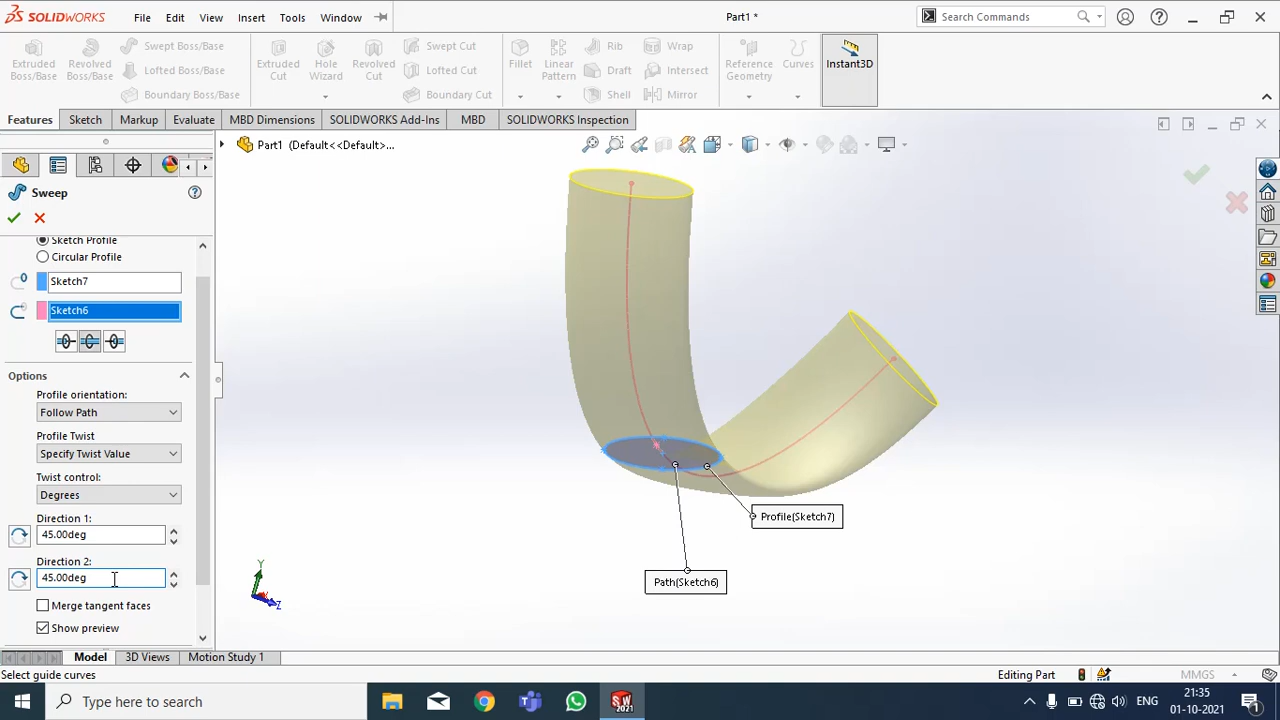 SOLIDWORKS File Edit View Insert Tools Window Part1 * Search Commands
Extruded Boss/Base
Revolved Boss/Base
Swept Boss/Base
Lofted Boss/Base
Boundary Boss/Base
Extruded Cut
Hole Wizard
Revolved Cut
Swept Cut
Lofted Cut
Boundary Cut
Fillet
Linear Pattern
Rib
Draft
Shell
Wrap
Intersect
Mirror
Reference Geometry
Curves
Instant3D
Features Sketch Markup Evaluate MBD Dimensions SOLIDWORKS Add-Ins MBD SOLIDWORKS Inspection
Part1 (Default<<Default>...
Sweep
Sketch Profile
Circular Profile
Sketch7
Sketch6
Options
Profile orientation:
Follow Path
Profile Twist
Specify Twist Value
Twist control:
Degrees
Direction 1:
45.00deg
Direction 2:
45.00deg
Merge tangent faces
Show preview
Profile(Sketch7)
Path(Sketch6)
Y
Z
Model 3D Views Motion Study 1
Select guide curves Editing Part MMGS
Type here to search SW 2021 ENG 21:35
01-10-2021
1